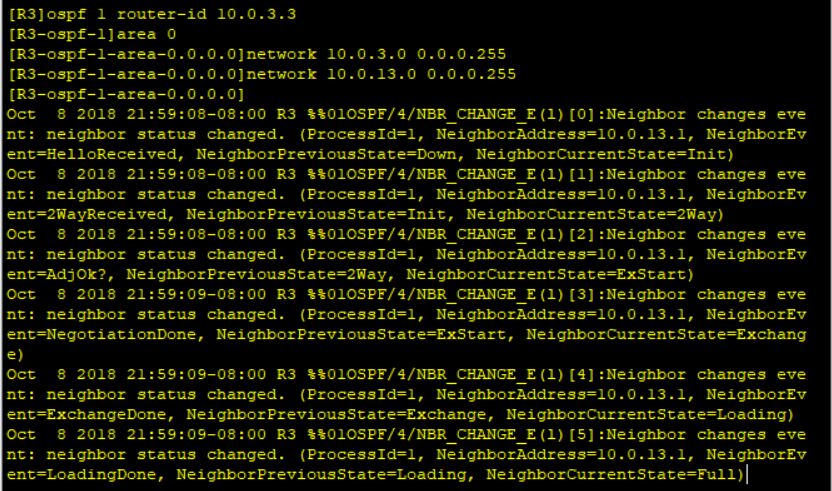 [R3]ospf 1 router-id 10.0.3.3
[R3-ospf-1]area 0
[R3-ospf-1-area-0.0.0.0]network 10.0.3.0 0.0.0.255
[R3-ospf-1-area-0.0.0.0]network 10.0.13.0 0.0.0.255
[R3-ospf-1-area-0.0.0.0]
Oct  8 2018 21:59:08-08:00 R3 %%01OSPF/4/NBR_CHANGE_E(l)[0]:Neighbor changes eve
nt: neighbor status changed. (ProcessId=1, NeighborAddress=10.0.13.1, NeighborEv
ent=HelloReceived, NeighborPreviousState=Down, NeighborCurrentState=Init)
Oct  8 2018 21:59:08-08:00 R3 %%01OSPF/4/NBR_CHANGE_E(l)[1]:Neighbor changes eve
nt: neighbor status changed. (ProcessId=1, NeighborAddress=10.0.13.1, NeighborEv
ent=2WayReceived, NeighborPreviousState=Init, NeighborCurrentState=2Way)
Oct  8 2018 21:59:08-08:00 R3 %%01OSPF/4/NBR_CHANGE_E(l)[2]:Neighbor changes eve
nt: neighbor status changed. (ProcessId=1, NeighborAddress=10.0.13.1, NeighborEv
ent=AdjOk?, NeighborPreviousState=2Way, NeighborCurrentState=ExStart)
Oct  8 2018 21:59:09-08:00 R3 %%01OSPF/4/NBR_CHANGE_E(l)[3]:Neighbor changes eve
nt: neighbor status changed. (ProcessId=1, NeighborAddress=10.0.13.1, NeighborEv
ent=NegotiationDone, NeighborPreviousState=ExStart, NeighborCurrentState=Exchang
e)
Oct  8 2018 21:59:09-08:00 R3 %%01OSPF/4/NBR_CHANGE_E(l)[4]:Neighbor changes eve
nt: neighbor status changed. (ProcessId=1, NeighborAddress=10.0.13.1, NeighborEv
ent=ExchangeDone, NeighborPreviousState=Exchange, NeighborCurrentState=Loading)
Oct  8 2018 21:59:09-08:00 R3 %%01OSPF/4/NBR_CHANGE_E(l)[5]:Neighbor changes eve
nt: neighbor status changed. (ProcessId=1, NeighborAddress=10.0.13.1, NeighborEv
ent=LoadingDone, NeighborPreviousState=Loading, NeighborCurrentState=Full)